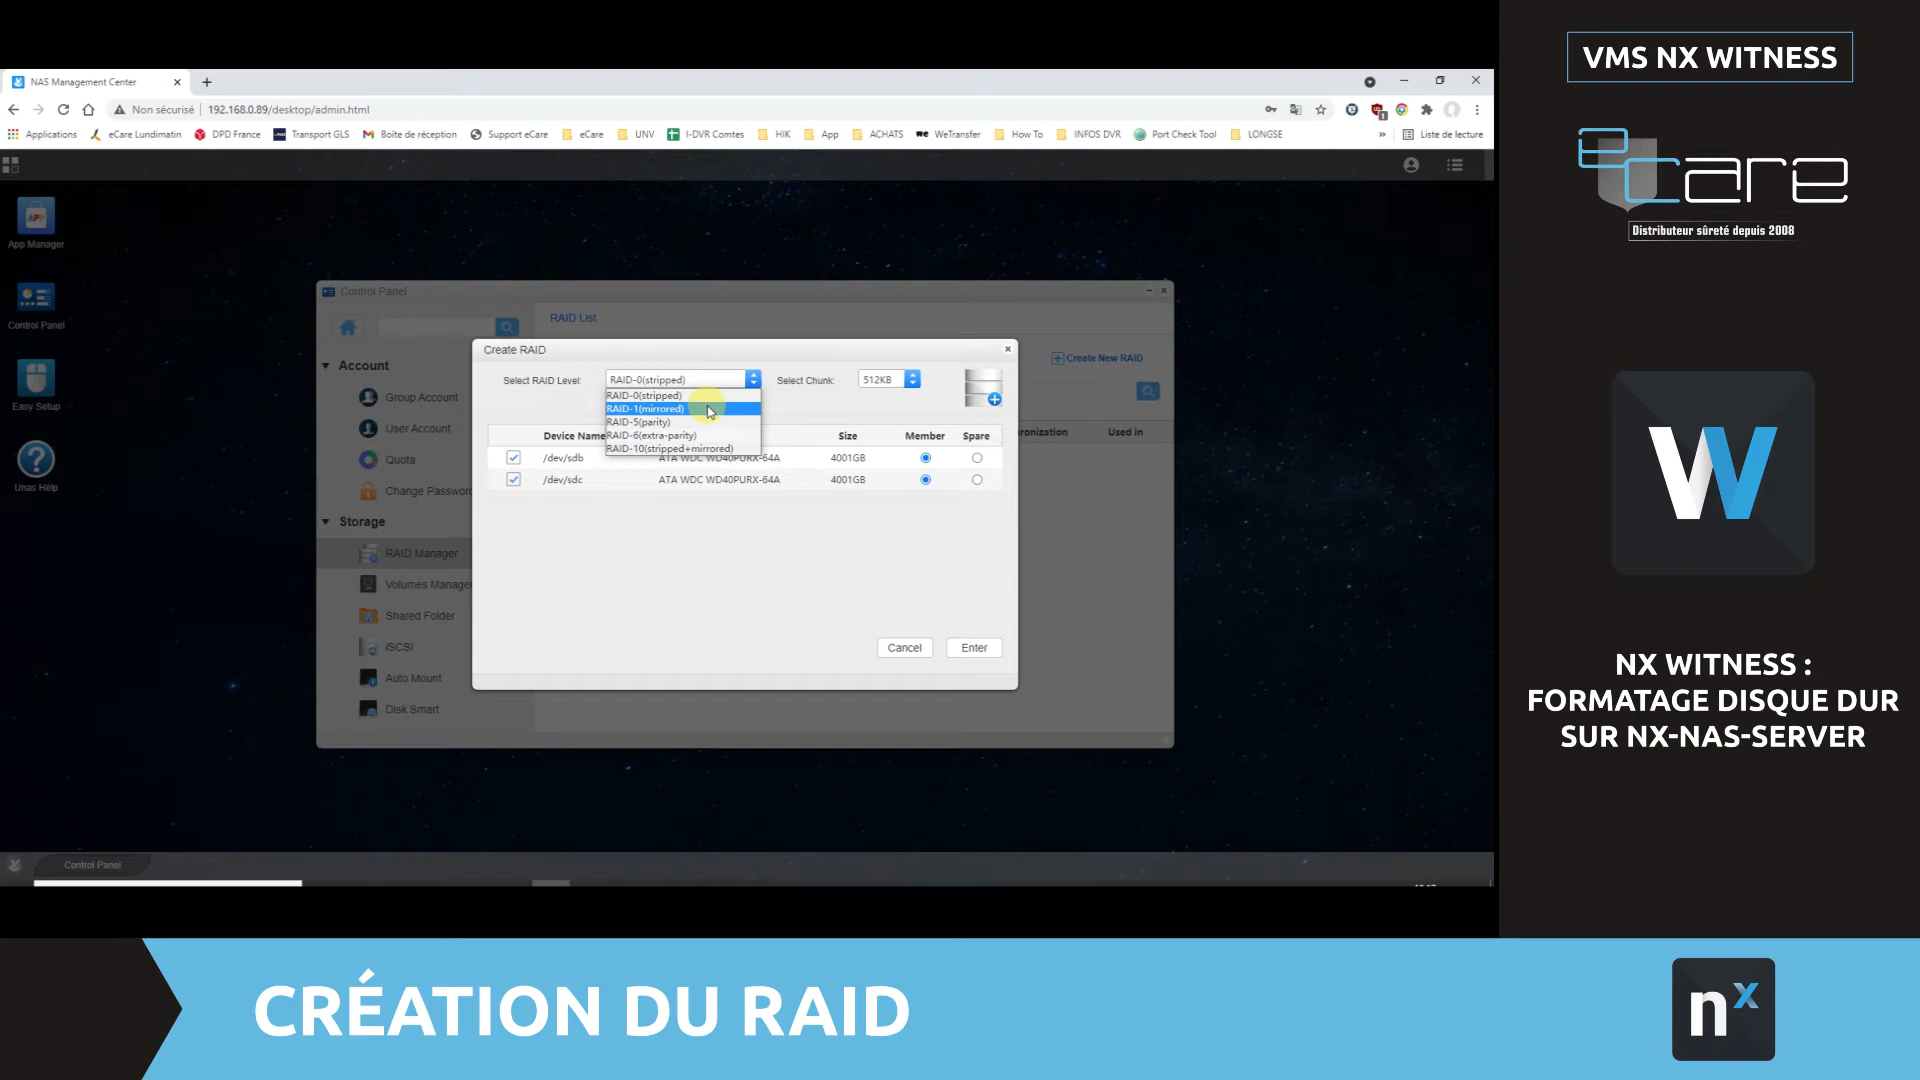 NAS Management Center
Non sécurisé
192.168.0.89/desktop/admin.html
Applications
eCare Lundimatin
DPD France
Transport GLS
Boîte de réception
Support eCare
eCare
UNV
I-DVR Comtes
HIK
App
ACHATS
WeTransfer
How To
INFOS DVR
Port Check Tool
LONGSE
Liste de lecture
App Manager
Control Panel
Easy Setup
Unas Help
Control Panel
RAID List
Create New RAID
Account
Group Account
User Account
Quota
Change Password
Storage
RAID Manager
Volumes Manage
Shared Folder
iSCSI
Auto Mount
Disk Smart
Used in
Create RAID
Select RAID Level:
RAID-0(stripped)
Select Chunk:
512KB
RAID-0(stripped)
RAID-1(mirrored)
RAID-5(parity)
RAID-6(extra-parity)
RAID-10(stripped+mirrored)
Device Name
Size
Member
Spare
/dev/sdb
ATA WDC WD40PURX-64A
4001GB
/dev/sdc
ATA WDC WD40PURX-64A
4001GB
Cancel
Enter
Control Panel
VMS NX WITNESS
ecare
Distributeur sûreté depuis 2008
W
NX WITNESS :
FORMATAGE DISQUE DUR
SUR NX-NAS-SERVER
CRÉATION DU RAID
nx